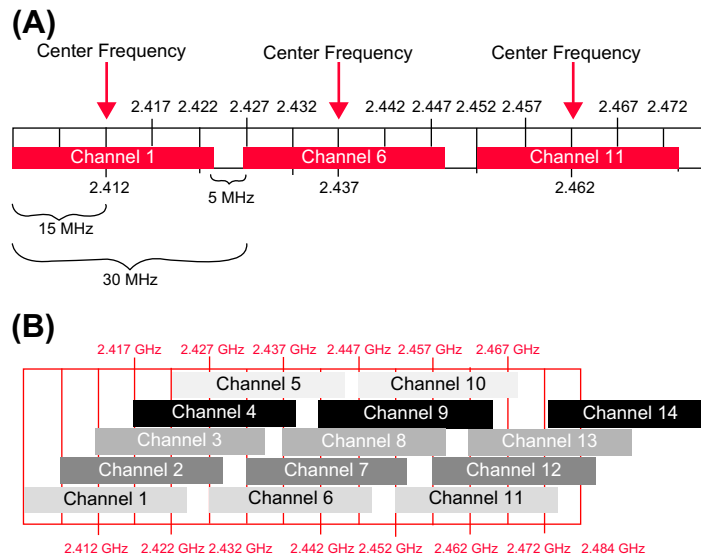 (A)
Center Frequency Center Frequency Center Frequency
2.417 2.422 2.427 2.432 2.442 2.447 2.452 2.457 2.467 2.472
Channel 1 Channel 6 Channel 11
2.412 2.437 2.462
5 MHz
15 MHz
30 MHz
(B)
2.417 GHz 2.427 GHz 2.437 GHz 2.447 GHz 2.457 GHz 2.467 GHz
Channel 5 Channel 10
Channel 4 Channel 9 Channel 14
Channel 3 Channel 8 Channel 13
Channel 2 Channel 7 Channel 12
Channel 1 Channel 6 Channel 11
2.412 GHz 2.422 GHz 2.432 GHz 2.442 GHz 2.452 GHz 2.462 GHz 2.472 GHz 2.484 GHz